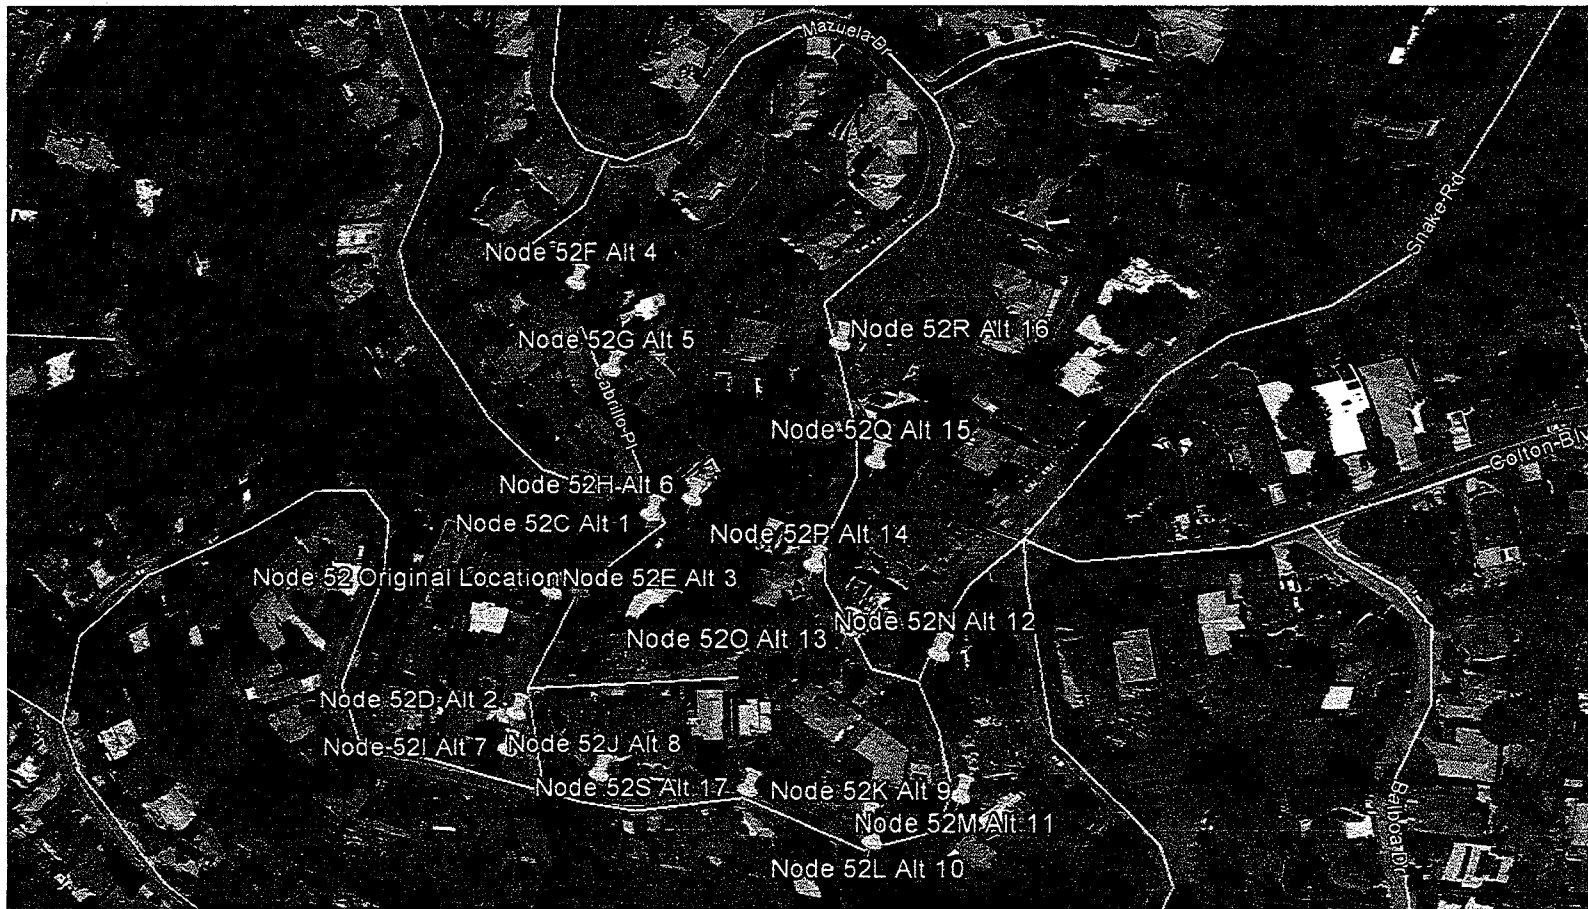 Mazuela Dr
Snake Rd
Node 52F Alt 4
Node 52R Alt 16
Node 52G Alt 5
Cabrillo Pl
Node 52Q Alt 15
Colton Blv
Node 52H Alt 6
Node 52C Alt 1
Node 52P Alt 14
Node 52 Original Location
Node 52E Alt 3
Node 52N Alt 12
Node 52O Alt 13
Node 52D Alt 2
Node 52I Alt 7
Node 52J Alt 8
Node 52S Alt 17
Node 52K Alt 9
Node 52M Alt 11
Balboa Dr
Node 52L Alt 10